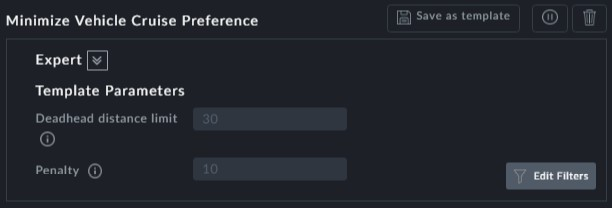 Minimize Vehicle Cruise Preference
Save as template
Expert
Template Parameters
Deadhead distance limit
30
Penalty
10
Edit Filters